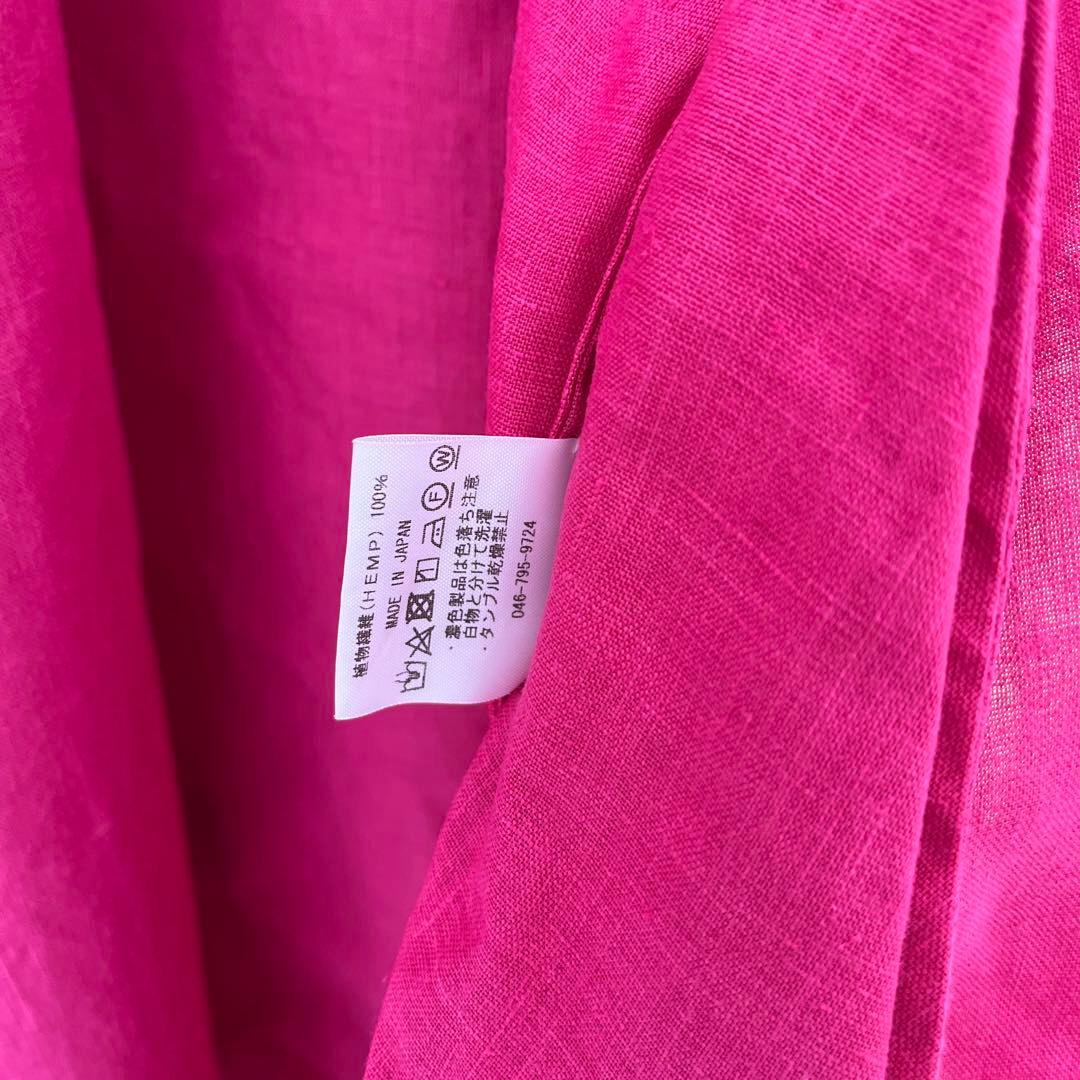 植物繊維(HEMP) 100%
MADE IN JAPAN
F W
・濃色製品は色落ち注意
白物と分けて洗濯
・タンブル乾燥禁止
046-795-9724